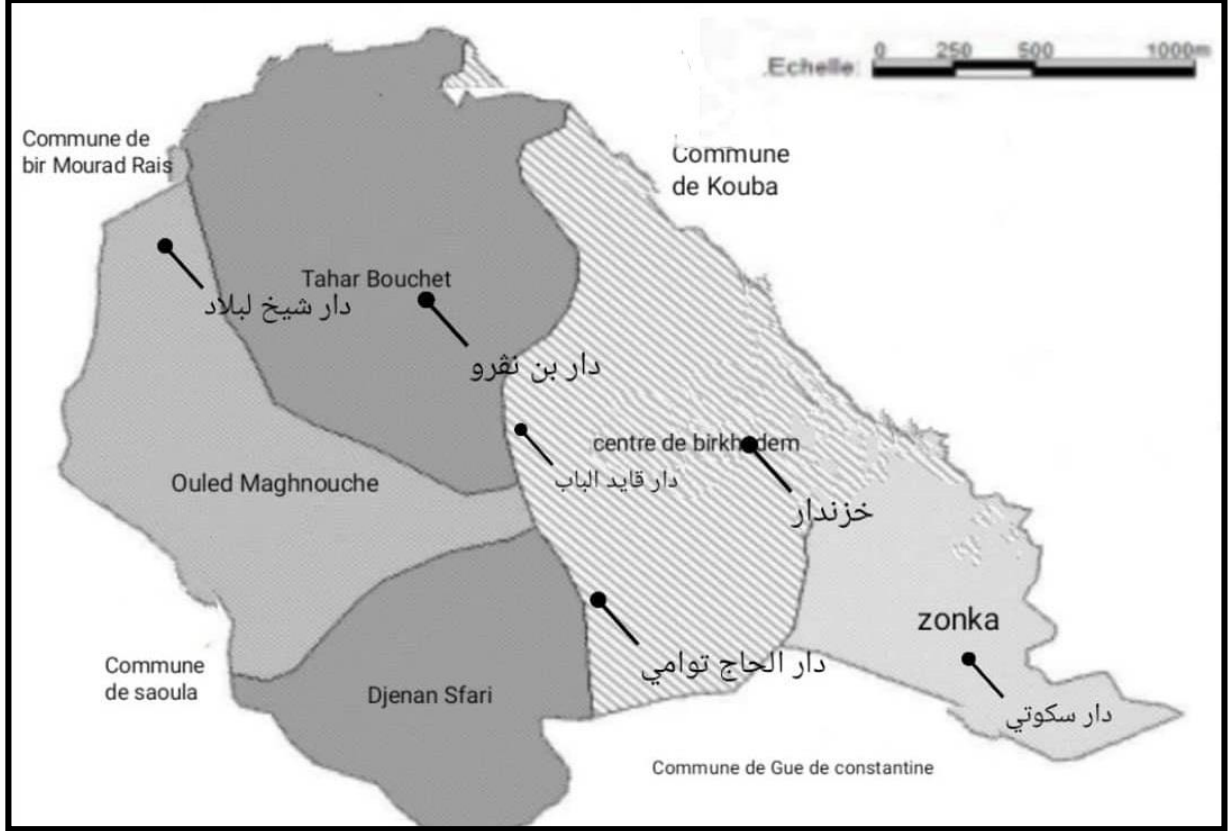 0 250 500 1000m
Echelle:
Commune de
bir Mourad Rais
Commune
de Kouba
Tahar Bouchet
دار شيخ لبلاد
دار بن نڤرو
centre de birkhadem
دار قايد الباب
Ouled Maghnouche
خزندار
zonka
دار الحاج توامي
Commune
de saoula
Djenan Sfari
دار سكوتي
Commune de Gue de constantine